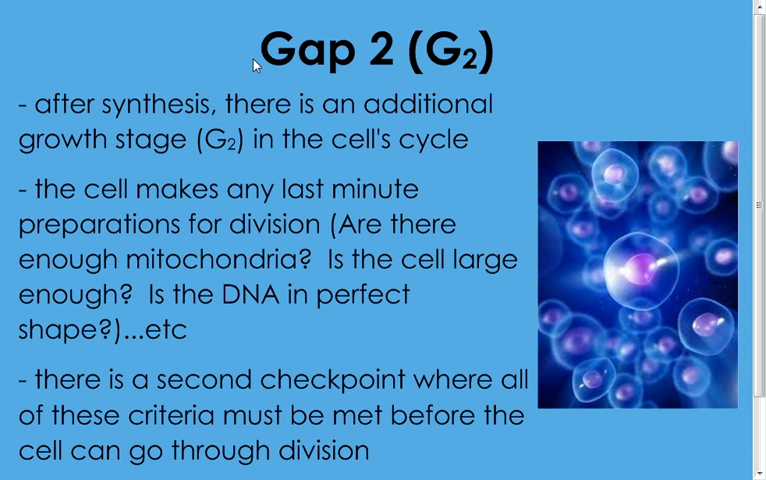 Gap 2 (G₂)
- after synthesis, there is an additional
growth stage (G₂) in the cell's cycle
- the cell makes any last minute
preparations for division (Are there
enough mitochondria?  Is the cell large
enough?  Is the DNA in perfect
shape?)...etc
- there is a second checkpoint where all
of these criteria must be met before the
cell can go through division